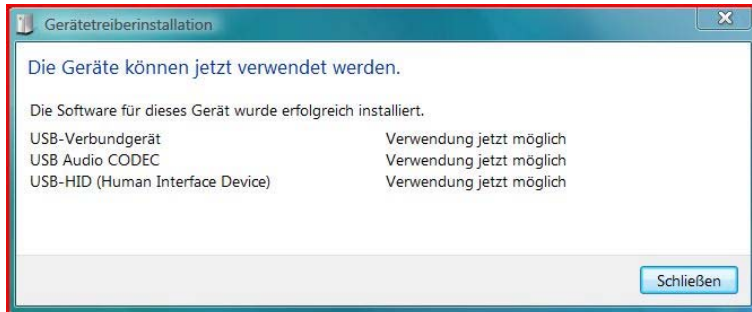 Gerätetreiberinstallation
Die Geräte können jetzt verwendet werden.
Die Software für dieses Gerät wurde erfolgreich installiert.
USB-Verbundgerät Verwendung jetzt möglich
USB Audio CODEC Verwendung jetzt möglich
USB-HID (Human Interface Device) Verwendung jetzt möglich
Schließen